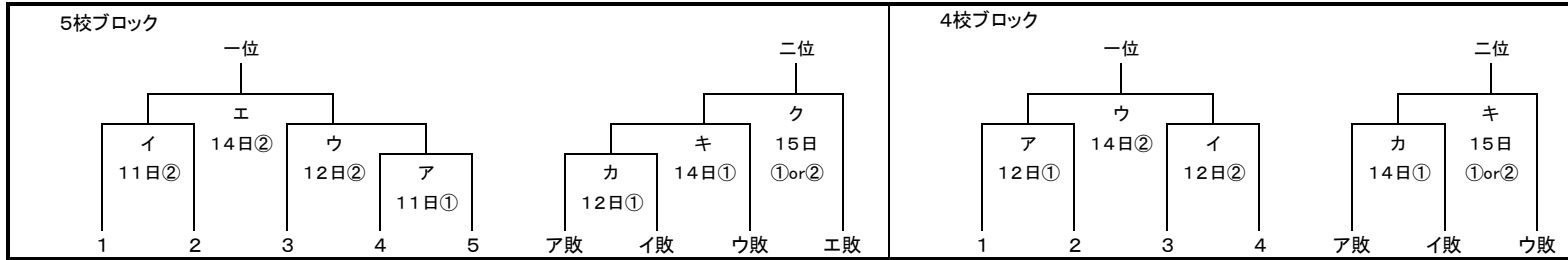 5校ブロック
一位
二位
エ
ク
イ
14日②
ウ
キ
15日
11日②
12日②
ア
カ
14日①
①or②
11日①
12日①
1
2
3
4
5
ア敗
イ敗
ウ敗
エ敗
4校ブロック
一位
二位
ウ
キ
ア
14日②
イ
カ
15日
12日①
12日②
14日①
①or②
1
2
3
4
ア敗
イ敗
ウ敗